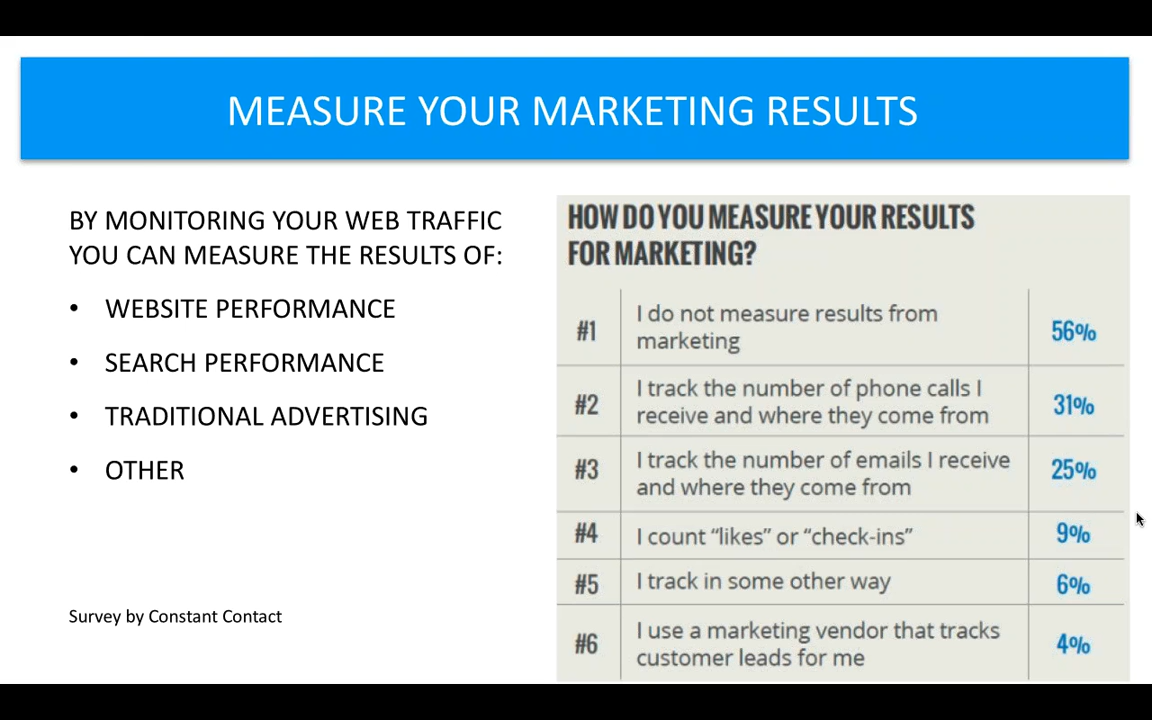 MEASURE YOUR MARKETING RESULTS
BY MONITORING YOUR WEB TRAFFIC
YOU CAN MEASURE THE RESULTS OF:
• WEBSITE PERFORMANCE
• SEARCH PERFORMANCE
• TRADITIONAL ADVERTISING
• OTHER
Survey by Constant Contact
HOW DO YOU MEASURE YOUR RESULTS
FOR MARKETING?
#1 I do not measure results from
marketing 56%
#2 I track the number of phone calls I
receive and where they come from 31%
#3 I track the number of emails I receive
and where they come from 25%
#4 I count “likes” or “check-ins” 9%
#5 I track in some other way 6%
#6 I use a marketing vendor that tracks
customer leads for me 4%